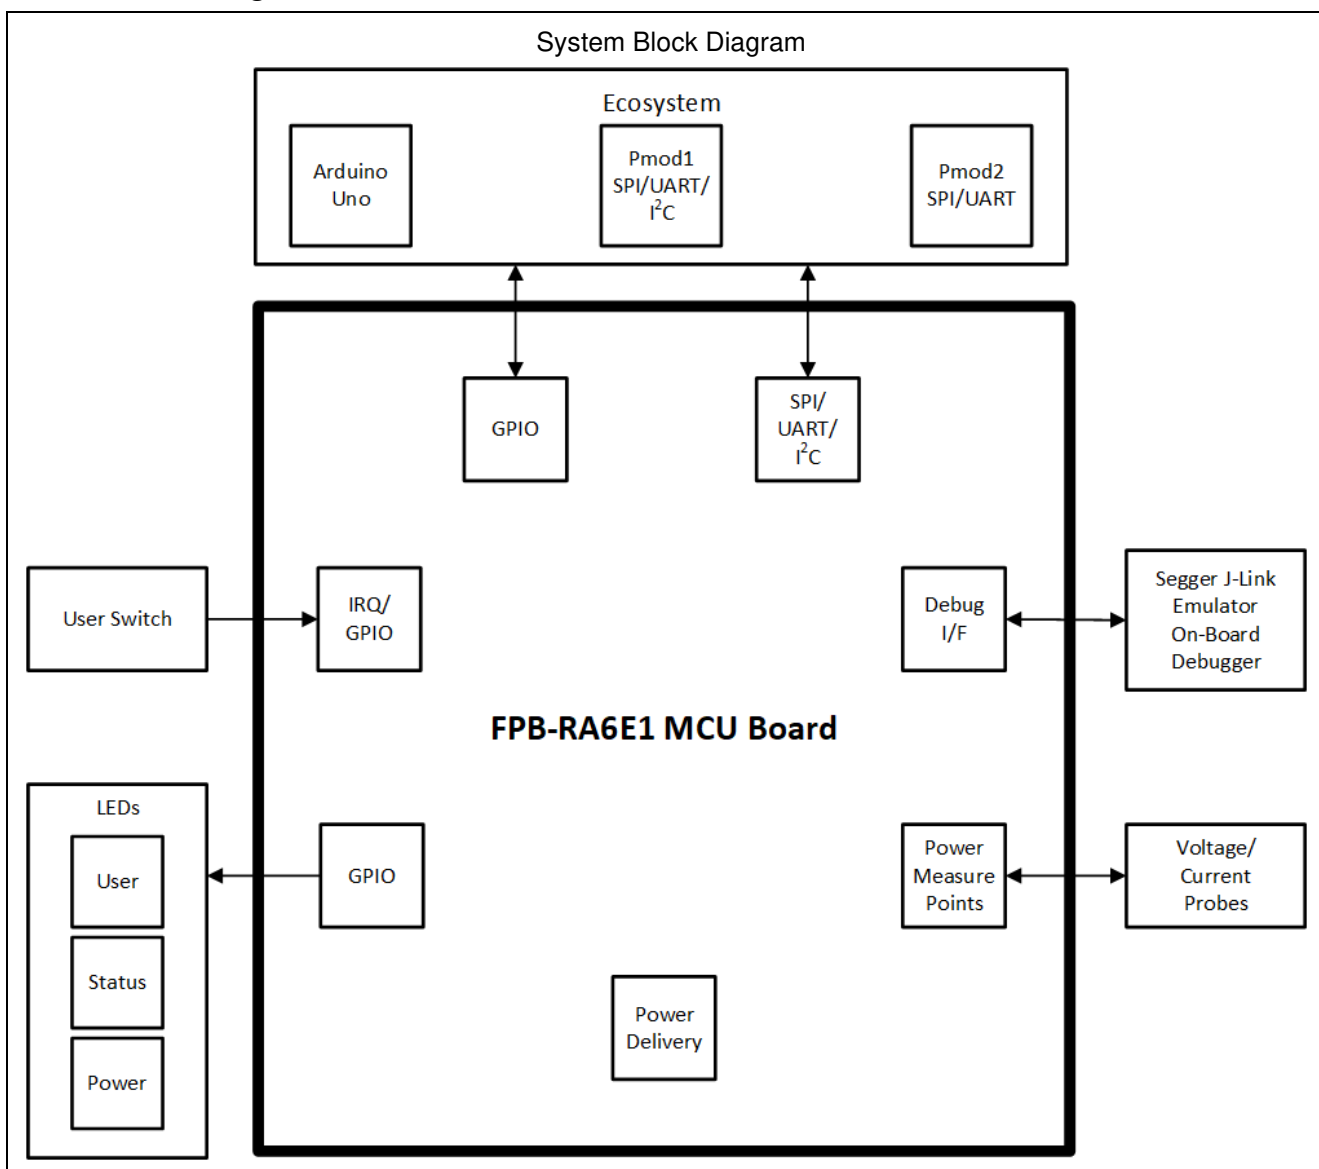 System Block Diagram
Ecosystem
Arduino
Uno
Pmod1
SPI/UART/
I²C
Pmod2
SPI/UART
GPIO
SPI/
UART/
I²C
User Switch
IRQ/
GPIO
Debug
I/F
Segger J-Link
Emulator
On-Board
Debugger
FPB-RA6E1 MCU Board
LEDs
User
Status
Power
GPIO
Power
Measure
Points
Voltage/
Current
Probes
Power
Delivery